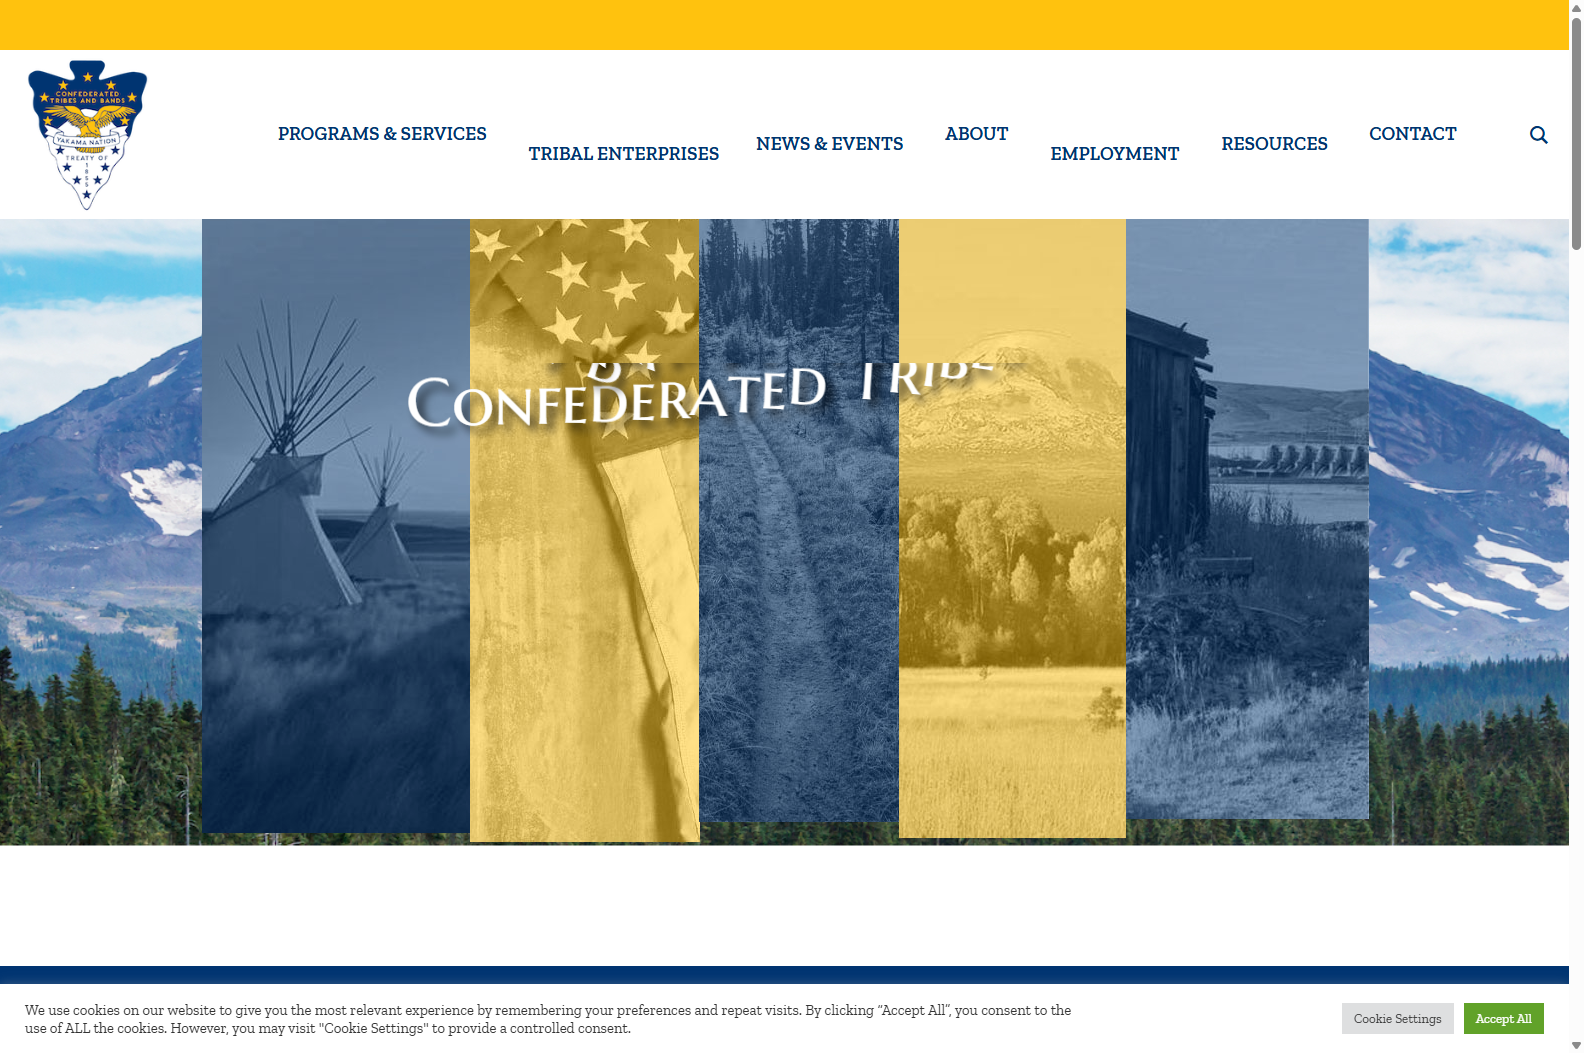 CONFEDERATED
TRIBES AND BANDS
YAKAMA NATION
TREATY OF
1855
PROGRAMS & SERVICES
TRIBAL ENTERPRISES
NEWS & EVENTS
ABOUT
EMPLOYMENT
RESOURCES
CONTACT
CONFEDERATED
We use cookies on our website to give you the most relevant experience by remembering your preferences and repeat visits. By clicking “Accept All”, you consent to the
use of ALL the cookies. However, you may visit "Cookie Settings" to provide a controlled consent.
Cookie Settings
Accept All